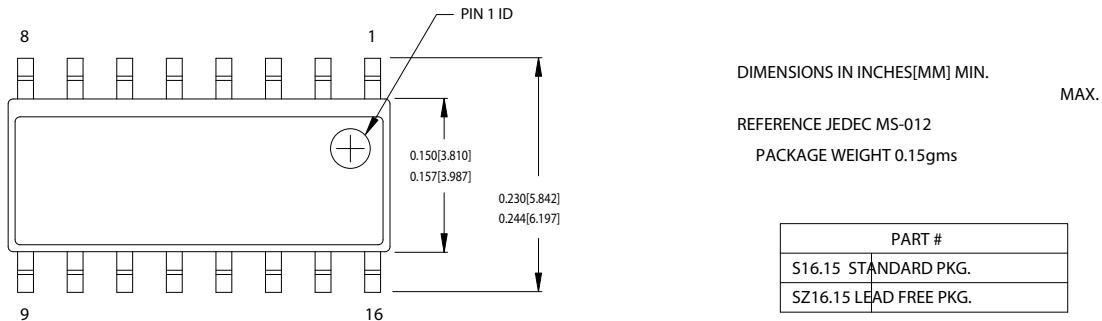 PIN 1 ID
8
1
DIMENSIONS IN INCHES[MM] MIN.
MAX.
REFERENCE JEDEC MS-012
PACKAGE WEIGHT 0.15gms
0.150[3.810]
0.157[3.987]
0.230[5.842]
0.244[6.197]
PART #
S16.15 STANDARD PKG.
SZ16.15 LEAD FREE PKG.
9
16